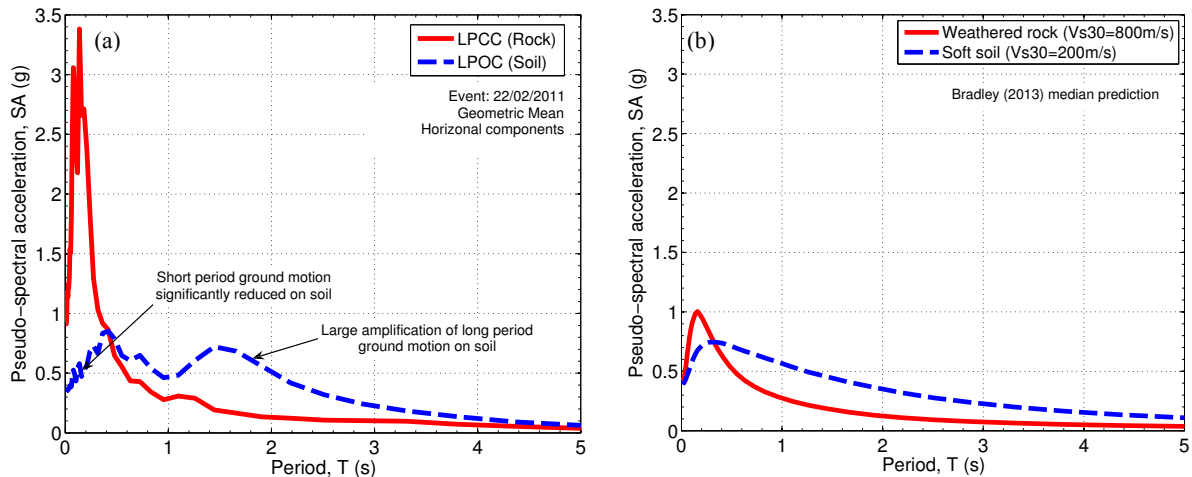 (a)
LPCC (Rock)
LPOC (Soil)
Event: 22/02/2011
Geometric Mean
Horizonal components
Short period ground motion
significantly reduced on soil
Large amplification of long period
ground motion on soil
Pseudo−spectral acceleration, SA (g)
3.5
3
2.5
2
1.5
1
0.5
0
0 1 2 3 4 5
Period, T (s)
(b)
Weathered rock (Vs30=800m/s)
Soft soil (Vs30=200m/s)
Bradley (2013) median prediction
Pseudo−spectral acceleration, SA (g)
3.5
3
2.5
2
1.5
1
0.5
0
0 1 2 3 4 5
Period, T (s)